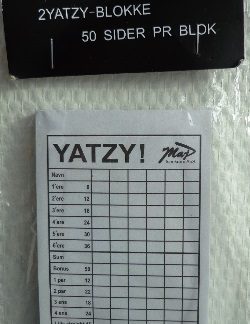 2YATZY-BLOKKE
50 SIDER PR BLOK
YATZY!
Navn
1'ere 6
2'ere 12
3'ere 18
4'ere 24
5'ere 30
6'ere 36
Sum
Bonus 50
1 par 12
2 par 22
3 ens 18
4 ens 24